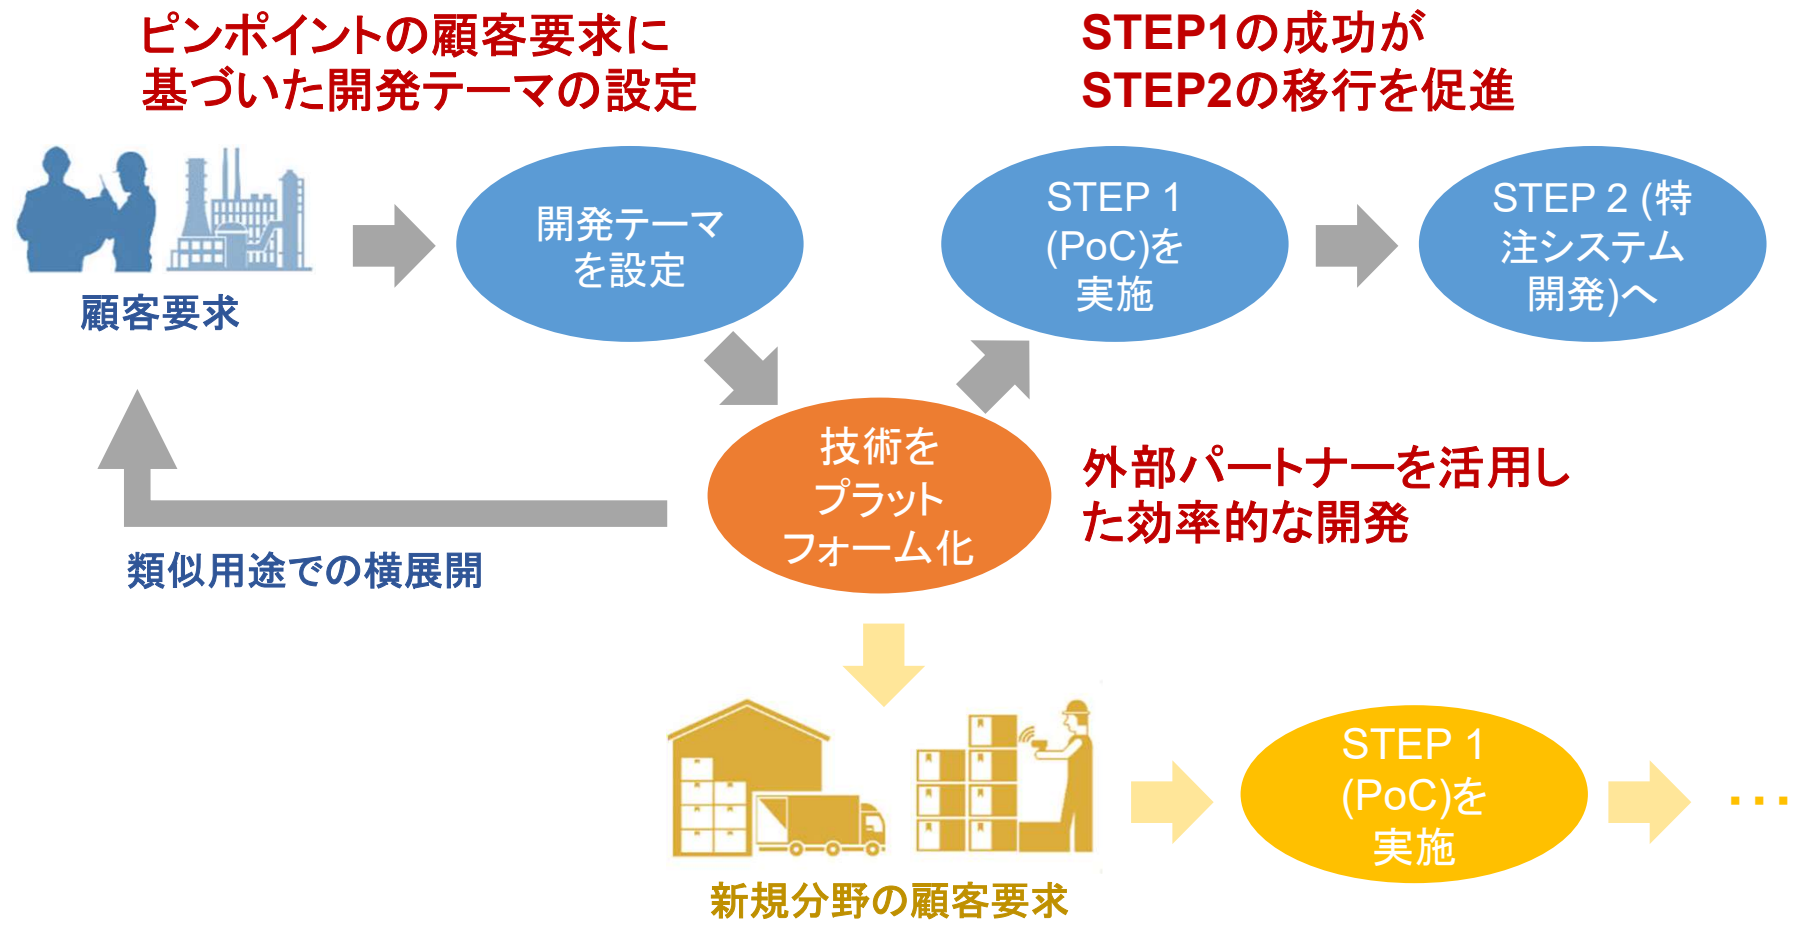 ピンポイントの顧客要求に
基づいた開発テーマの設定
STEP1の成功が
STEP2の移行を促進
顧客要求
開発テーマ
を設定
STEP 1
(PoC)を
実施
STEP 2 (特
注システム
開発)へ
技術を
プラット
フォーム化
外部パートナーを活用し
た効率的な開発
類似用途での横展開
新規分野の顧客要求
STEP 1
(PoC)を
実施
…